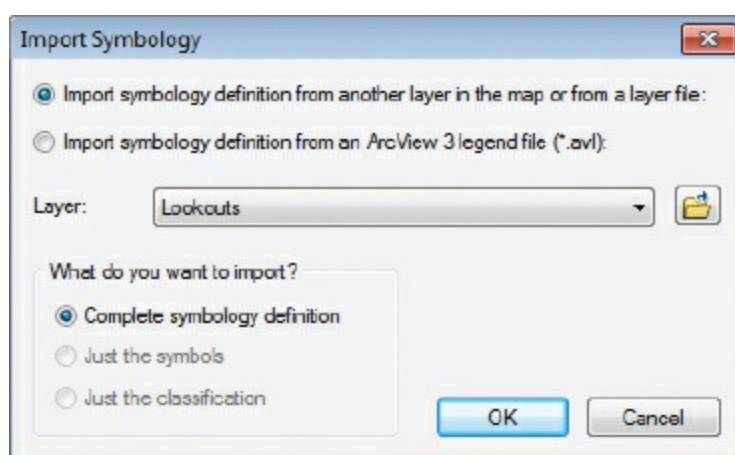 Import Symbology
Import symbology definition from another layer in the map or from a layer file:
Import symbology definition from an ArcView 3 legend file (*.avl):
Layer: Lookouts
What do you want to import?
Complete symbology definition
Just the symbols
Just the classification
OK Cancel